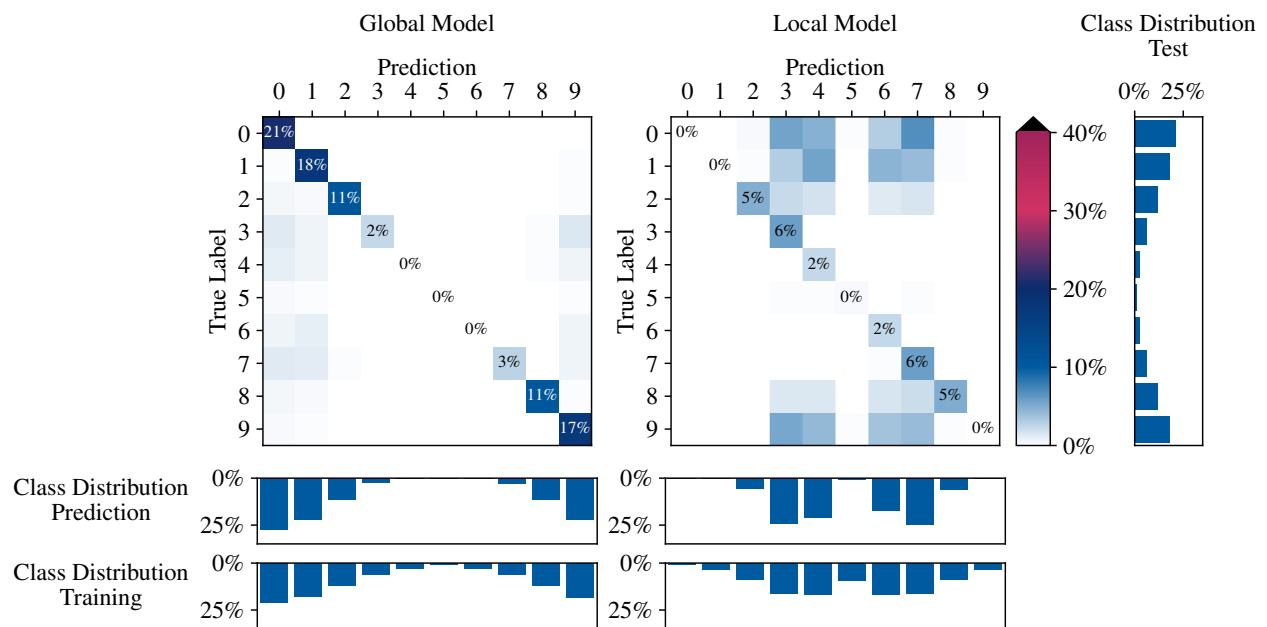 Global Model
Prediction
0 1 2 3 4 5 6 7 8 9
True Label
0 21%
1 18%
2 11%
3 2%
4 0%
5 0%
6 0%
7 3%
8 11%
9 17%
Local Model
Prediction
0 1 2 3 4 5 6 7 8 9
True Label
0 0%
1 0%
2 5%
3 6%
4 2%
5 0%
6 2%
7 6%
8 5%
9 0%
40%
30%
20%
10%
0%
Class Distribution
Test
0% 25%
Class Distribution
Prediction
0%
25%
0%
25%
Class Distribution
Training
0%
25%
0%
25%